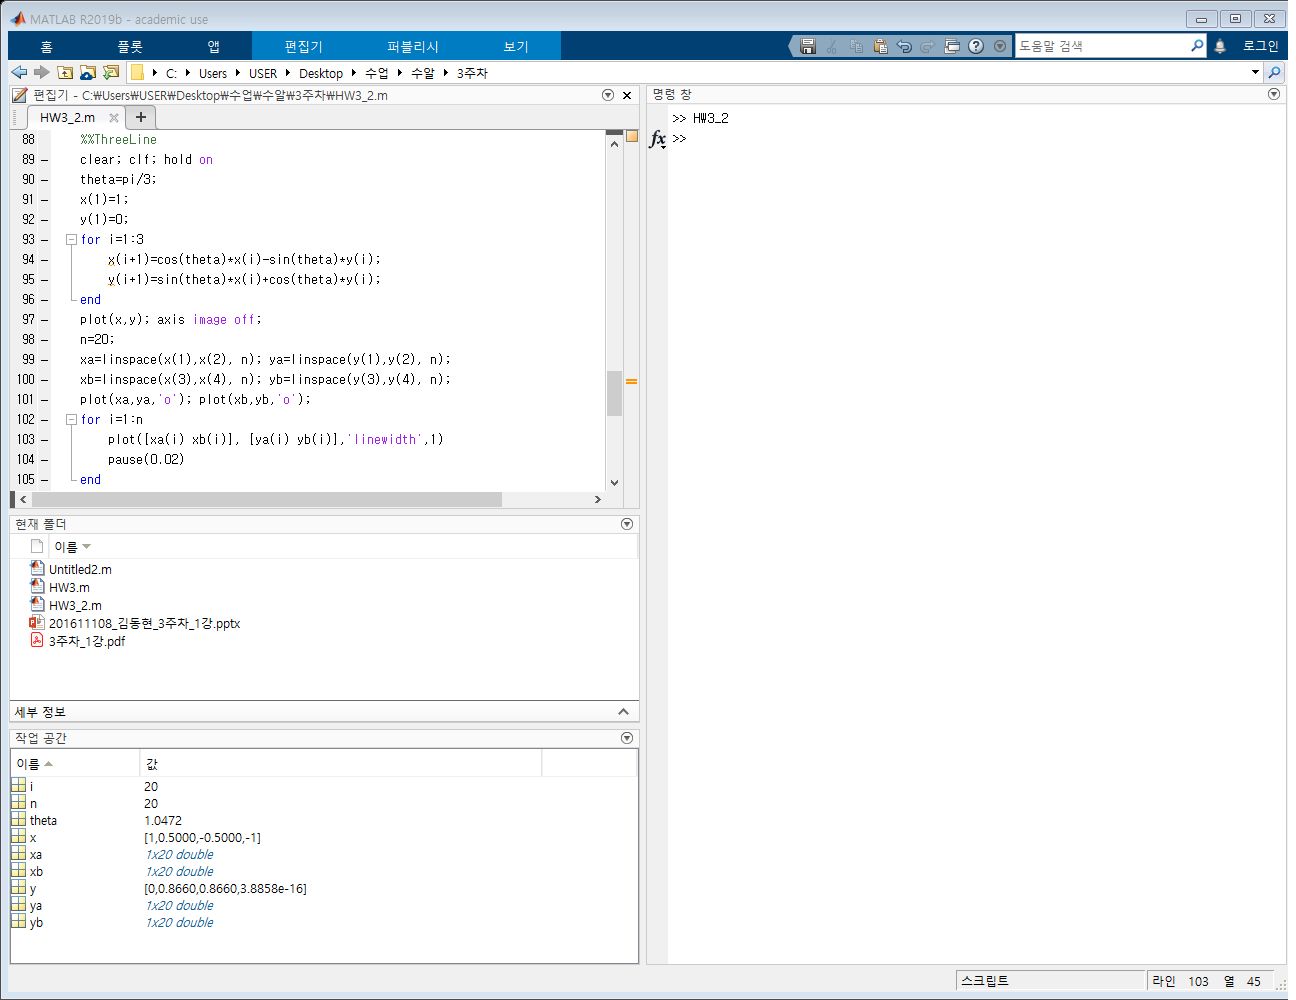 MATLAB R2019b - academic use
홈 플롯 앱 편집기 퍼블리시 보기 도움말 검색 로그인
C: Users USER Desktop 수업 수알 3주차
편집기 - C:₩Users₩USER₩Desktop₩수업₩수알₩3주차₩HW3_2.m
HW3_2.m
88 %%ThreeLine
89 – clear; clf; hold on
90 – theta=pi/3;
91 – x(1)=1;
92 – y(1)=0;
93 – for i=1:3
94 – x(i+1)=cos(theta)*x(i)-sin(theta)*y(i);
95 – y(i+1)=sin(theta)*x(i)+cos(theta)*y(i);
96 – end
97 – plot(x,y); axis image off;
98 – n=20;
99 – xa=linspace(x(1),x(2), n); ya=linspace(y(1),y(2), n);
100 – xb=linspace(x(3),x(4), n); yb=linspace(y(3),y(4), n);
101 – plot(xa,ya,'o'); plot(xb,yb,'o');
102 – for i=1:n
103 – plot([xa(i) xb(i)], [ya(i) yb(i)],'linewidth',1)
104 – pause(0.02)
105 – end
현재 폴더
이름
Untitled2.m
HW3.m
HW3_2.m
201611108_김동현_3주차_1강.pptx
3주차_1강.pdf
세부 정보
작업 공간
이름 값
i 20
n 20
theta 1.0472
x [1,0.5000,-0.5000,-1]
xa 1x20 double
xb 1x20 double
y [0,0.8660,0.8660,3.8858e-16]
ya 1x20 double
yb 1x20 double
명령 창
>> HW3_2
fx >>
스크립트 라인 103 열 45